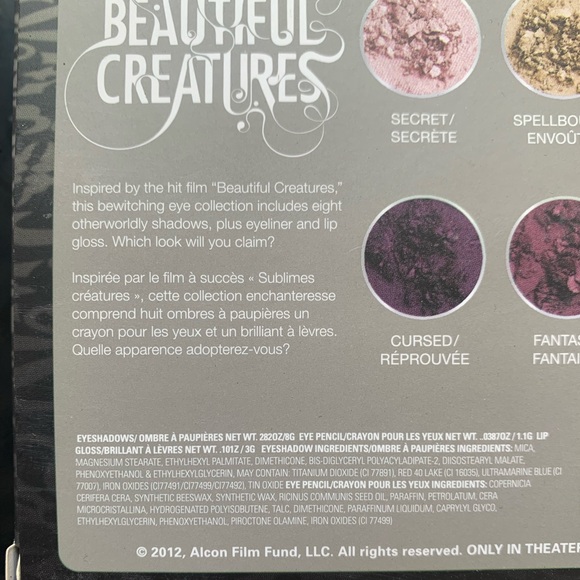 BEAUTIFUL
CREATURES
SECRET/
SECRÈTE
Inspired by the hit film “Beautiful Creatures,”
this bewitching eye collection includes eight
otherworldly shadows, plus eyeliner and lip
gloss. Which look will you claim?
Inspirée par le film à succès « Sublimes
créatures », cette collection enchanteresse
comprend huit ombres à paupières un
crayon pour les yeux et un brilliant à lèvres.
Quelle apparence adopterez-vous?
CURSED/
RÉPROUVÉE
EYESHADOWS/ OMBRE À PAUPIÈRES NET WT. .282OZ/8G EYE PENCIL/CRAYON POUR LES YEUX NET WT. .0387OZ / 1.1G LIP
GLOSS/BRILLANT À LÈVRES NET WT. .101Z / 3G EYESHADOW INGREDIENTS/OMBRE À PAUPIÈRES INGREDIENTS: MICA,
MAGNESIUM STEARATE, ETHYLHEXYL PALMITATE, DIMETHICONE, BIS-DIGLYCERYL POLYACYLADIPATE-2, DIISOSTEARYL MALATE,
PHENOXYETHANOL & ETHYLHEXYLGLYCERIN, MAY CONTAIN: TITANIUM DIOXIDE (CI 77891), RED 40 LAKE (CI 16035), ULTRAMARINE BLUE (CI
77007), IRON OXIDES (CI77491/CI77499/CI77492), TIN OXIDE EYE PENCIL/CRAYON POUR LES YEUX INGREDIENTS: COPERNICIA
CERIFERA CERA, SYNTHETIC BEESWAX, SYNTHETIC WAX, RICINUS COMMUNIS SEED OIL, PARAFFIN, PETROLATUM, CERA
MICROCRISTALLINA, HYDROGENATED POLYISOBUTENE, TALC, DIMETHICONE, PARAFFINUM LIQUIDUM, CAPRYLYL GLYCO,
ETHYLHEXYLGLYCERIN, PHENOXYETHANOL, PIROCTONE OLAMINE, IRON OXIDES (CI 77499)
© 2012, Alcon Film Fund, LLC. All rights reserved. ONLY IN THEATER